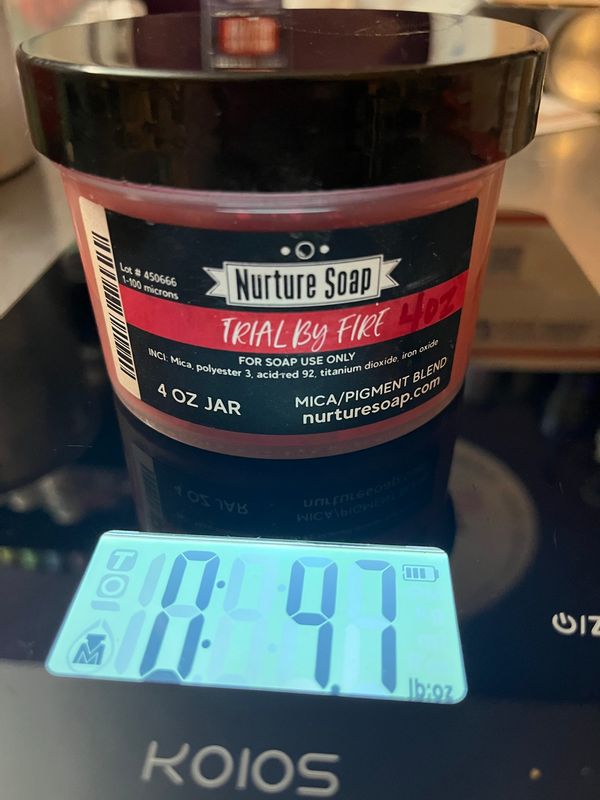 Lot # 450666
1-100 microns
Nurture Soap
TRIAL BY FIRE 4oz
FOR SOAP USE ONLY
INCI: Mica, polyester 3, acid red 92, titanium dioxide, iron oxide
4 OZ JAR
MICA/PIGMENT BLEND
nurturesoap.com
T
0: 9.7
M
lb:oz
KOIOS